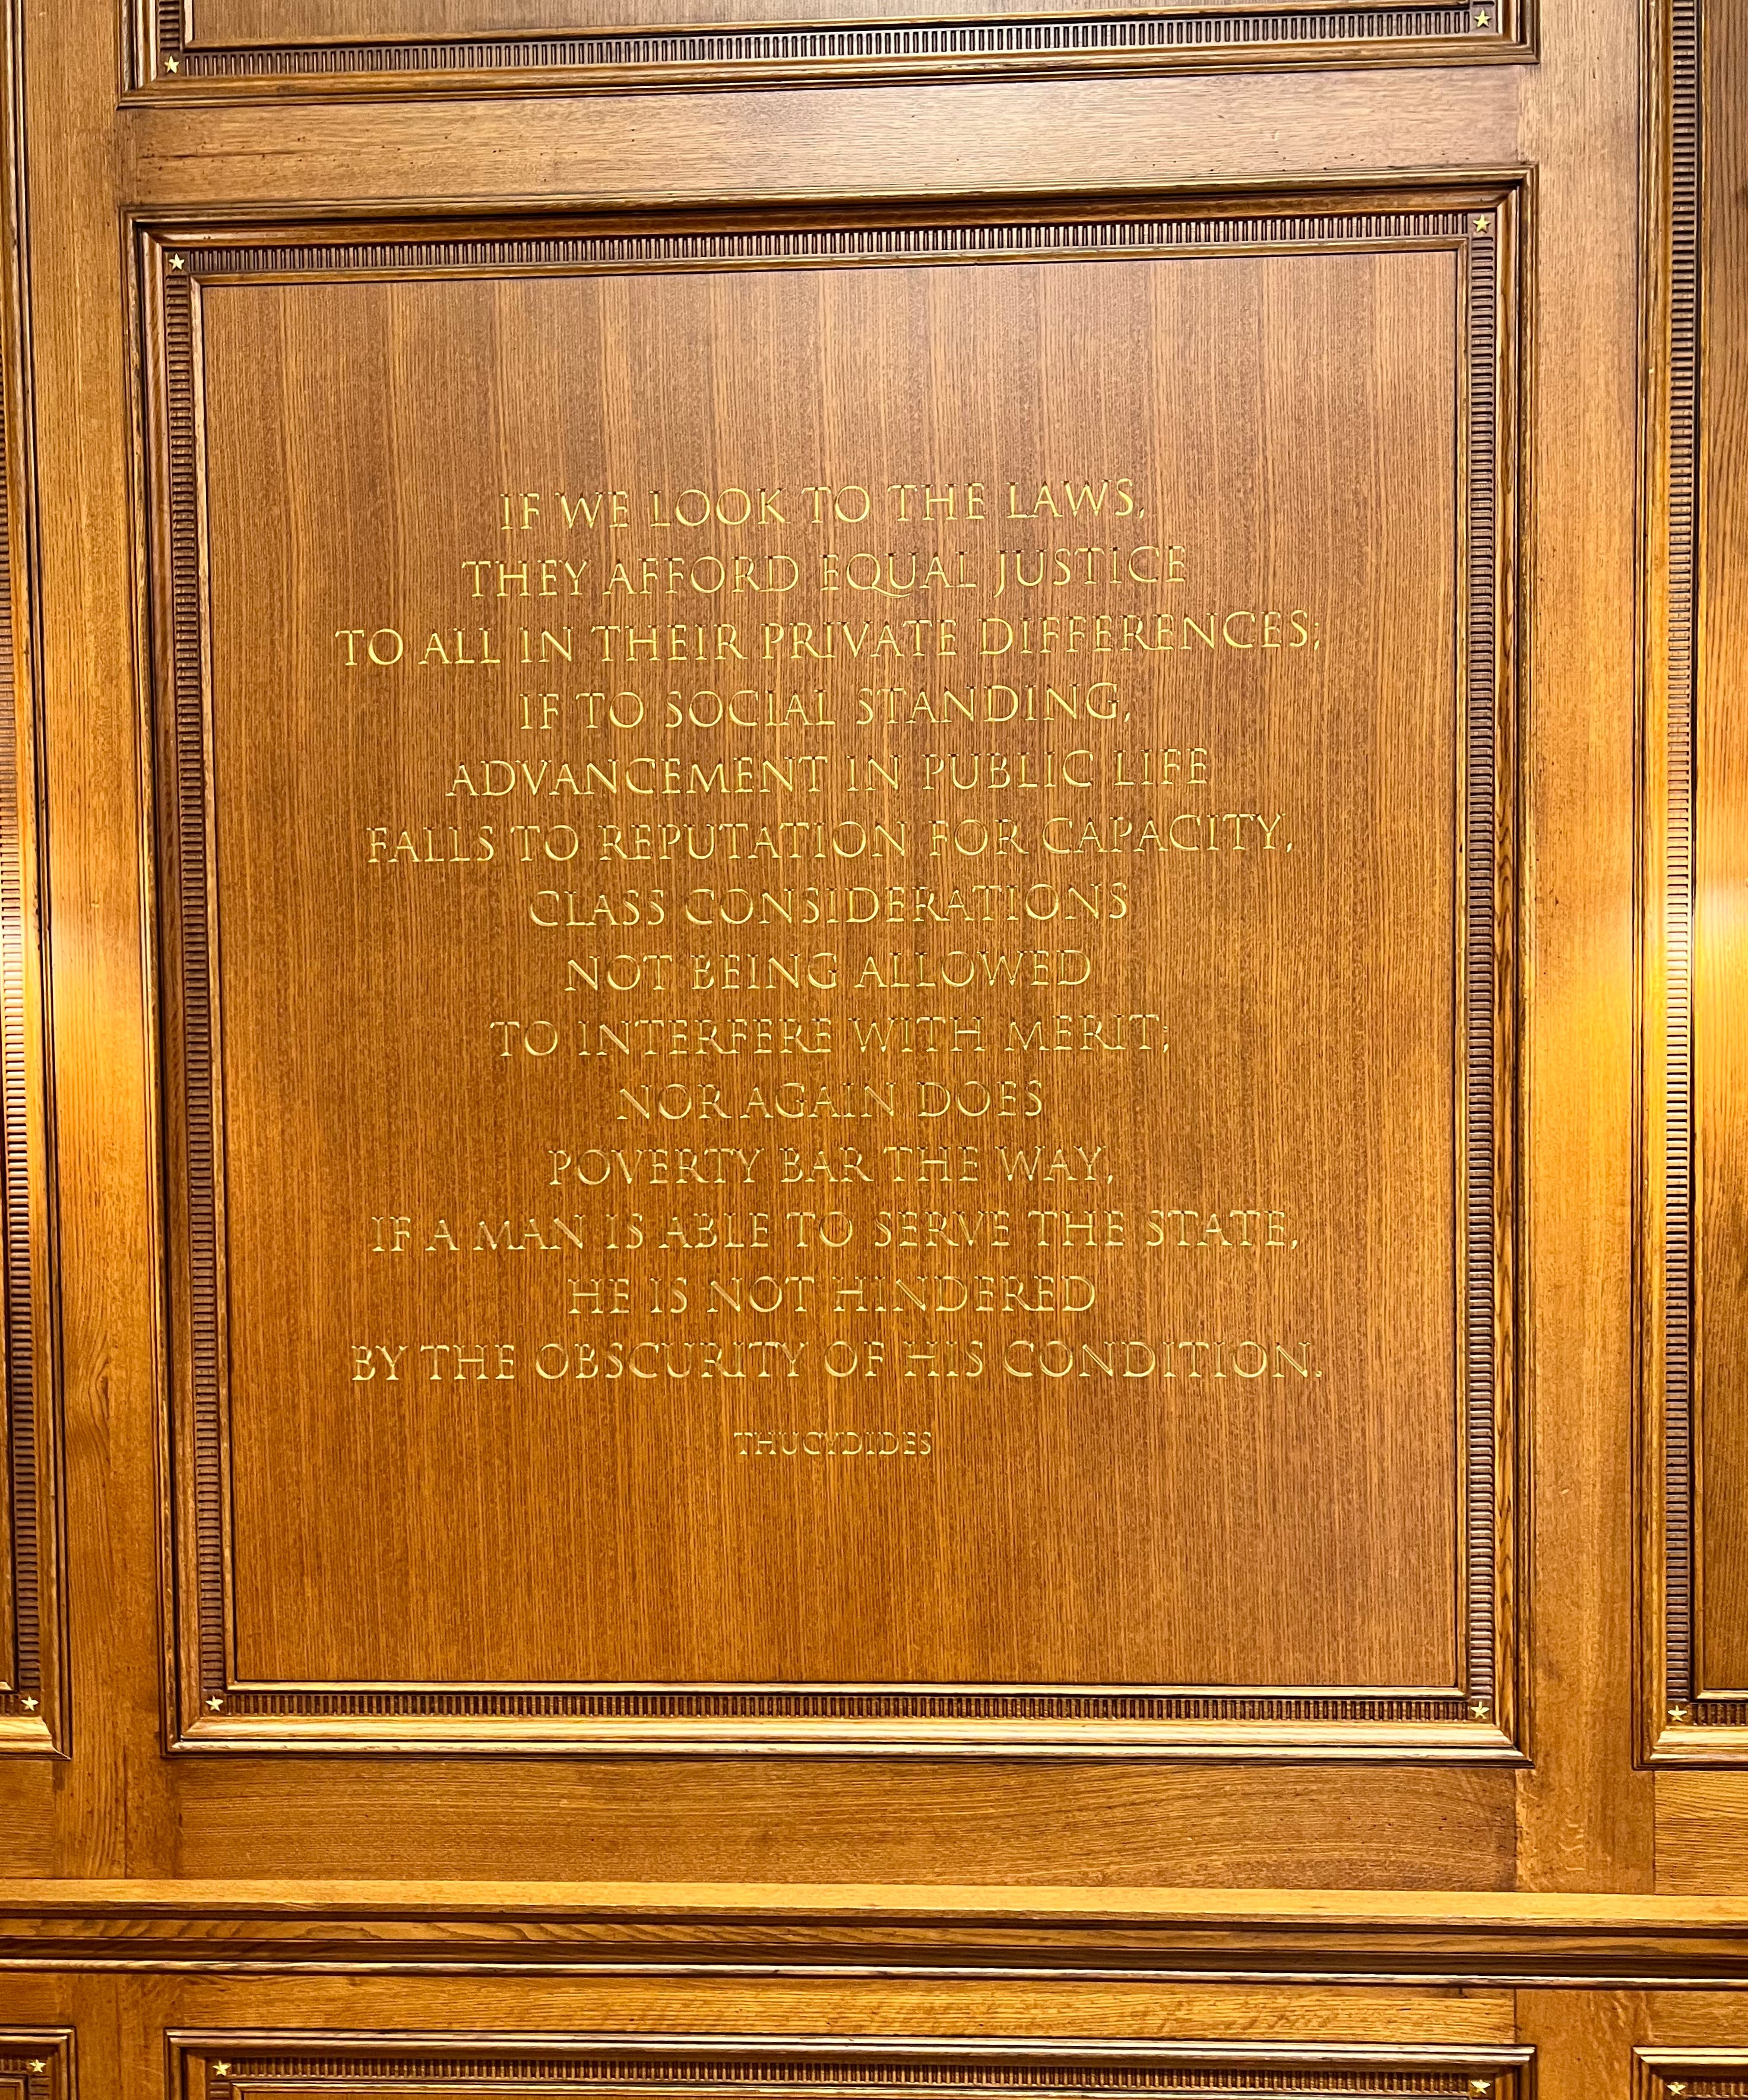 IF WE LOOK TO THE LAWS,
THEY AFFORD EQUAL JUSTICE
TO ALL IN THEIR PRIVATE DIFFERENCES;
IF TO SOCIAL STANDING,
ADVANCEMENT IN PUBLIC LIFE
FALLS TO REPUTATION FOR CAPACITY,
CLASS CONSIDERATIONS
NOT BEING ALLOWED
TO INTERFERE WITH MERIT;
NOR AGAIN DOES
POVERTY BAR THE WAY,
IF A MAN IS ABLE TO SERVE THE STATE,
HE IS NOT HINDERED
BY THE OBSCURITY OF HIS CONDITION.
THUCYDIDES